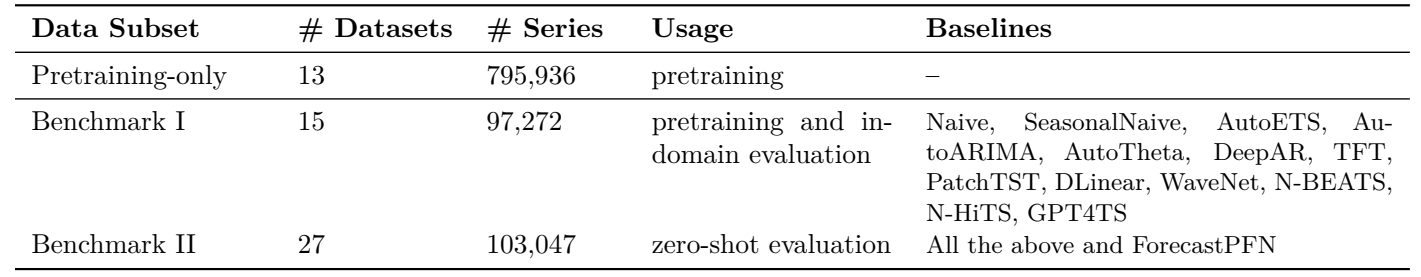 Data Subset # Datasets # Series Usage Baselines
Pretraining-only 13 795,936 pretraining –
Benchmark I 15 97,272 pretraining and in- Naive, SeasonalNaive, AutoETS, Au-
domain evaluation toARIMA, AutoTheta, DeepAR, TFT,
PatchTST, DLinear, WaveNet, N-BEATS,
N-HiTS, GPT4TS
Benchmark II 27 103,047 zero-shot evaluation All the above and ForecastPFN